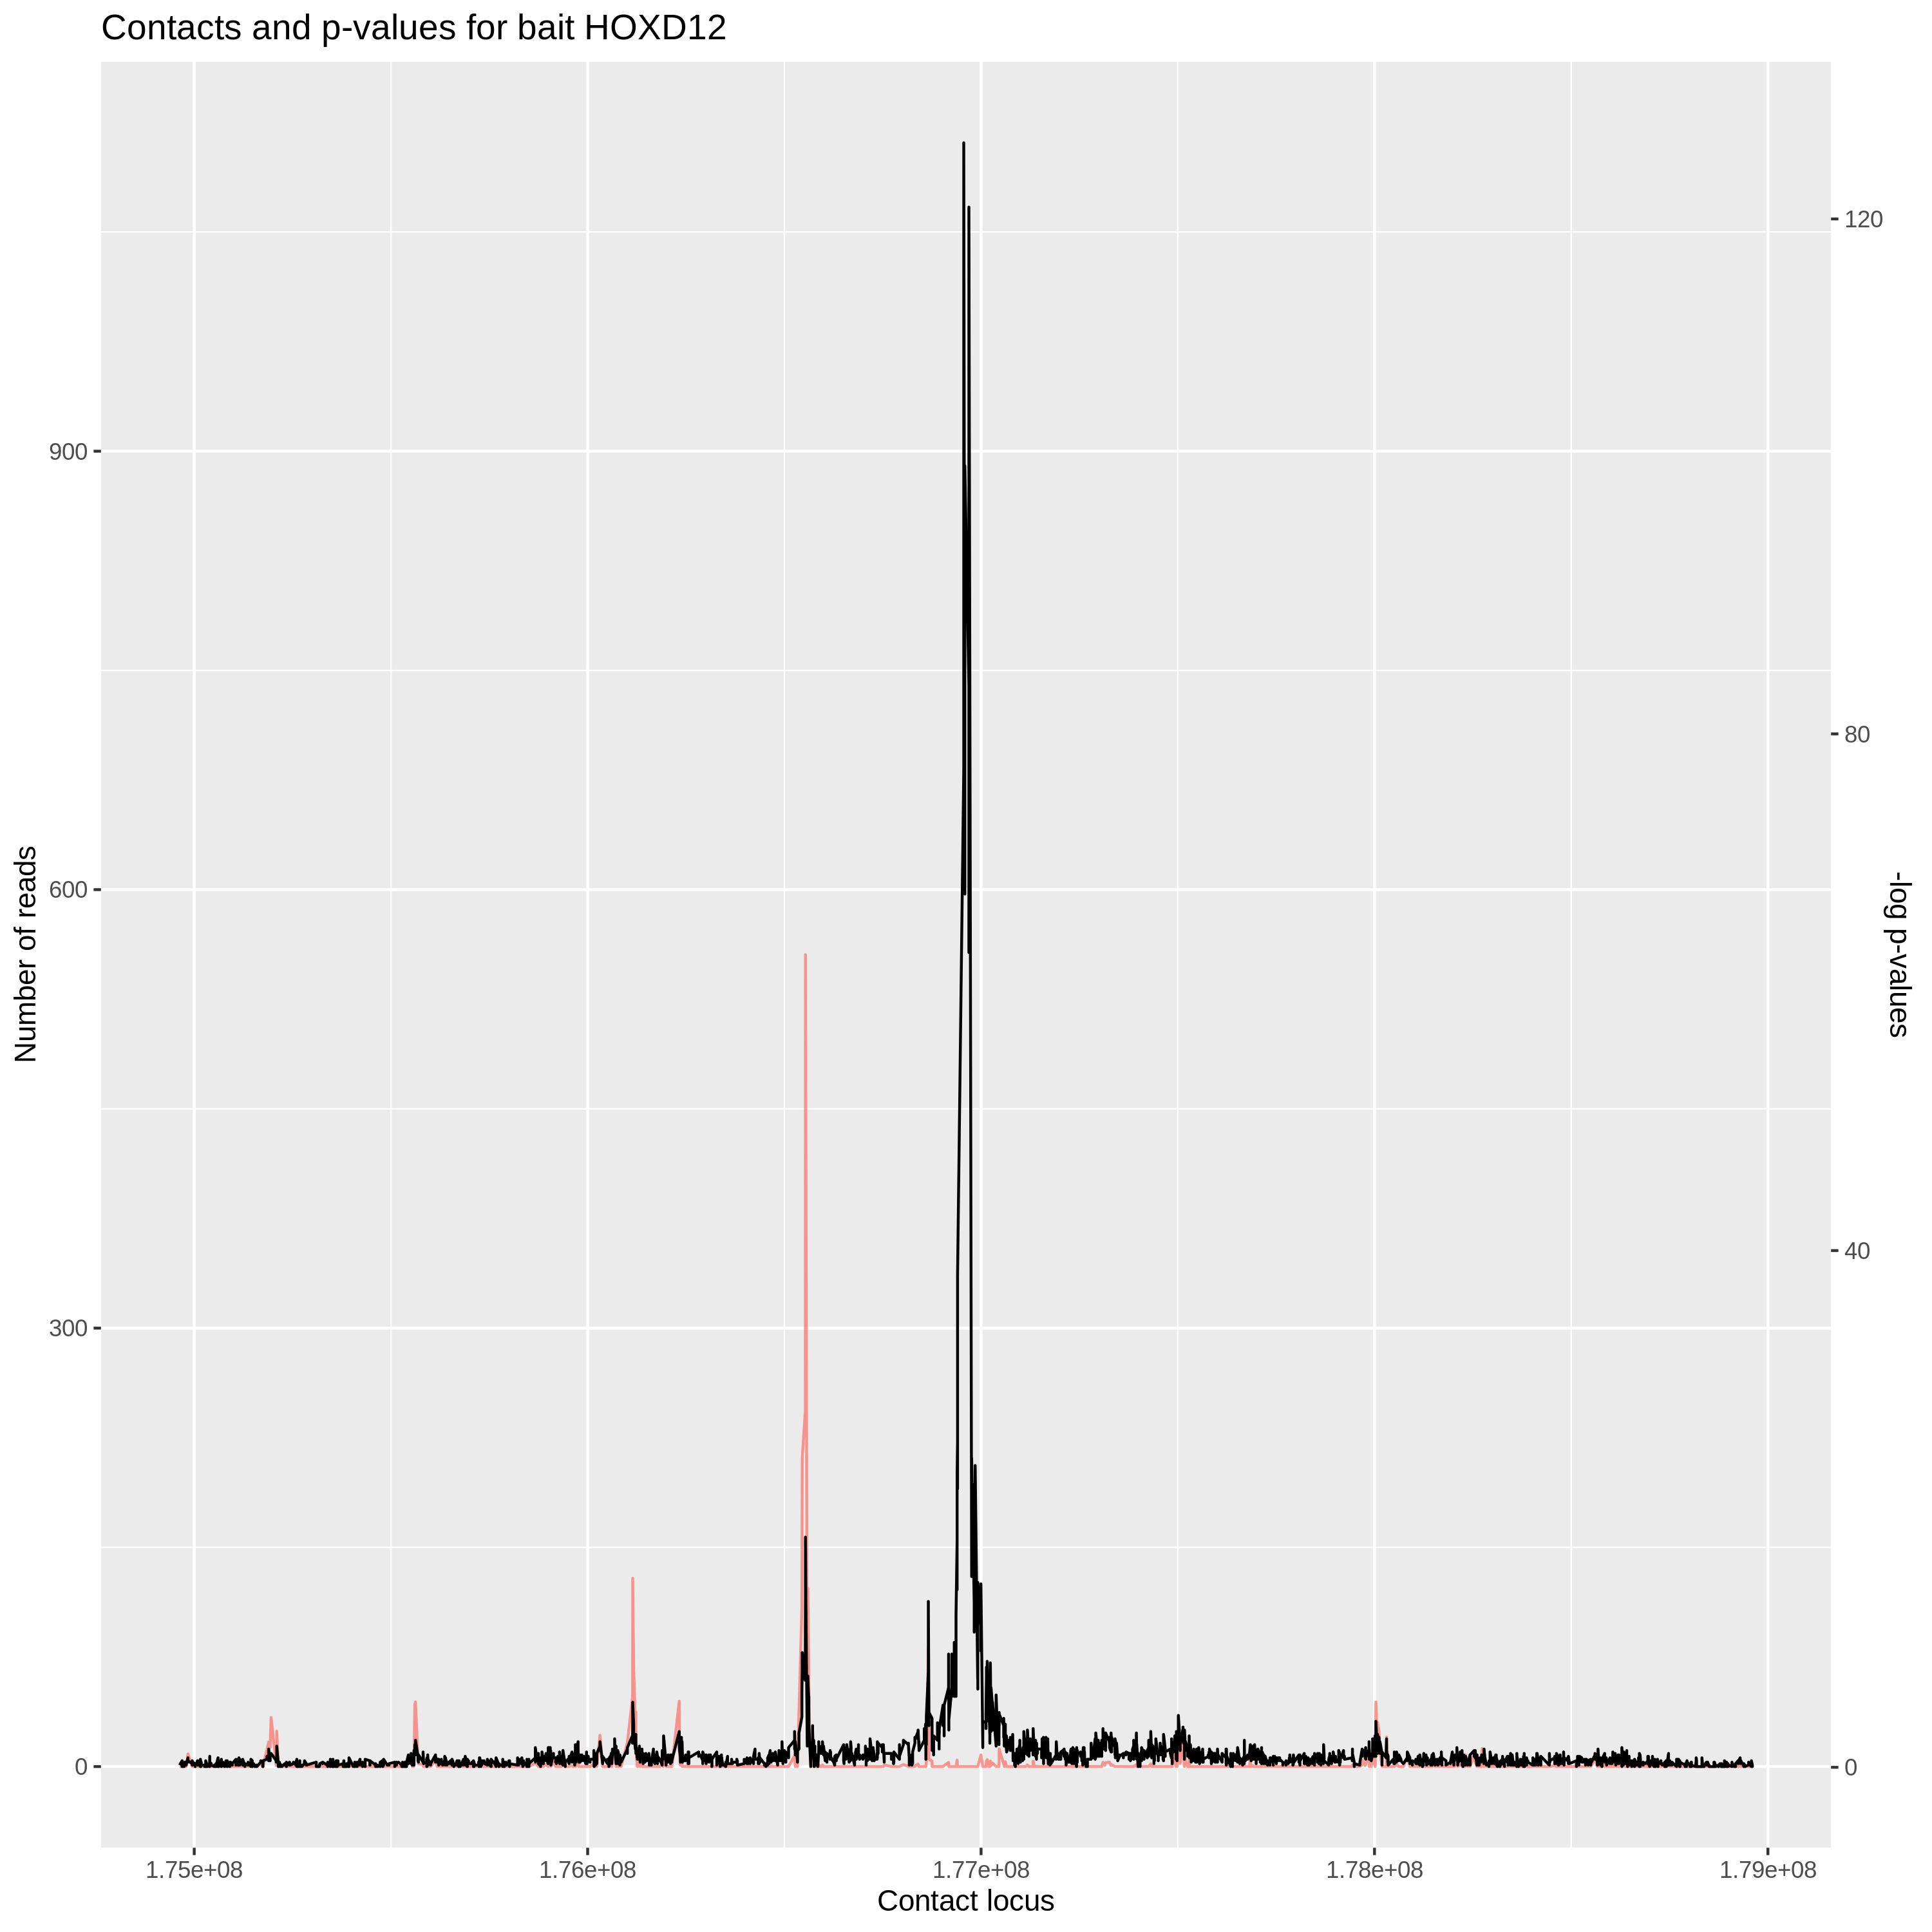 Contacts and p-values for bait HOXD12
Number of reads
900
600
300
0
120
80
40
0
-log p-values
1.75e+08
1.76e+08
1.77e+08
1.78e+08
1.79e+08
Contact locus